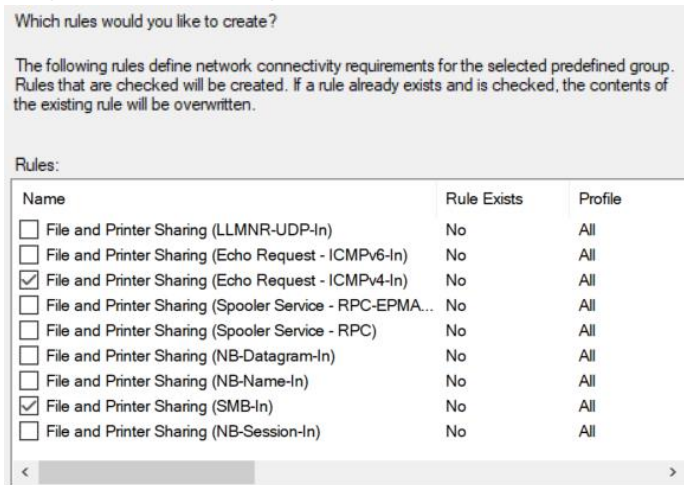 Which rules would you like to create?
The following rules define network connectivity requirements for the selected predefined group.
Rules that are checked will be created. If a rule already exists and is checked, the contents of
the existing rule will be overwritten.
Rules:
Name Rule Exists Profile
File and Printer Sharing (LLMNR-UDP-In) No All
File and Printer Sharing (Echo Request - ICMPv6-In) No All
File and Printer Sharing (Echo Request - ICMPv4-In) No All
File and Printer Sharing (Spooler Service - RPC-EPMA... No All
File and Printer Sharing (Spooler Service - RPC) No All
File and Printer Sharing (NB-Datagram-In) No All
File and Printer Sharing (NB-Name-In) No All
File and Printer Sharing (SMB-In) No All
File and Printer Sharing (NB-Session-In) No All